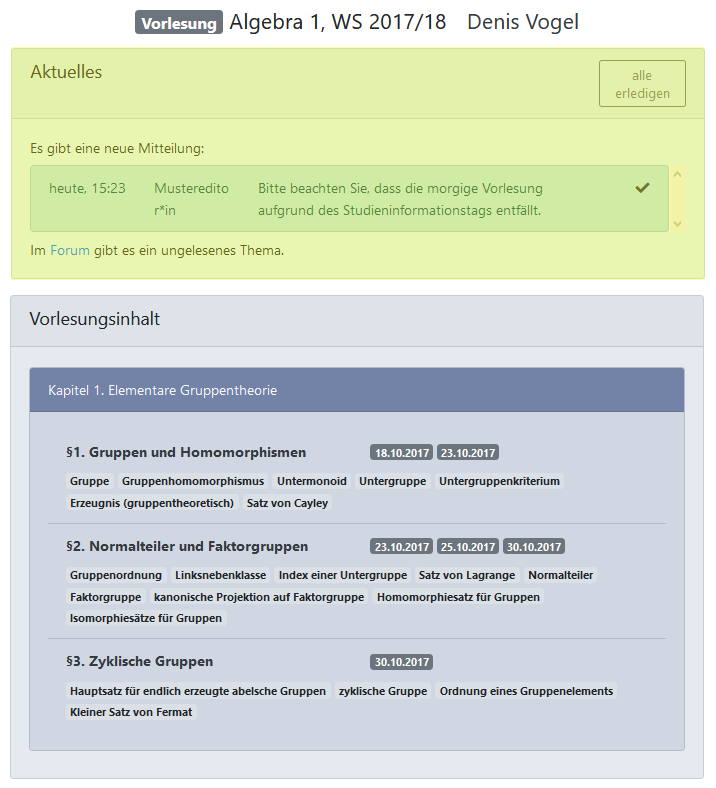 Vorlesung Algebra 1, WS 2017/18 Denis Vogel
Aktuelles
alle
erledigen
Es gibt eine neue Mitteilung:
heute, 15:23 Musteredito Bitte beachten Sie, dass die morgige Vorlesung
r*in aufgrund des Studieninformationstags entfällt.
Im Forum gibt es ein ungelesenes Thema.
Vorlesungsinhalt
Kapitel 1. Elementare Gruppentheorie
§1. Gruppen und Homomorphismen 18.10.2017 23.10.2017
Gruppe Gruppenhomomorphismus Untermonoid Untergruppe Untergruppenkriterium
Erzeugnis (gruppentheoretisch) Satz von Cayley
§2. Normalteiler und Faktorgruppen 23.10.2017 25.10.2017 30.10.2017
Gruppenordnung Linksnebenklasse Index einer Untergruppe Satz von Lagrange Normalteiler
Faktorgruppe kanonische Projektion auf Faktorgruppe Homomorphiesatz für Gruppen
Isomorphiesätze für Gruppen
§3. Zyklische Gruppen 30.10.2017
Hauptsatz für endlich erzeugte abelsche Gruppen zyklische Gruppe Ordnung eines Gruppenelements
Kleiner Satz von Fermat